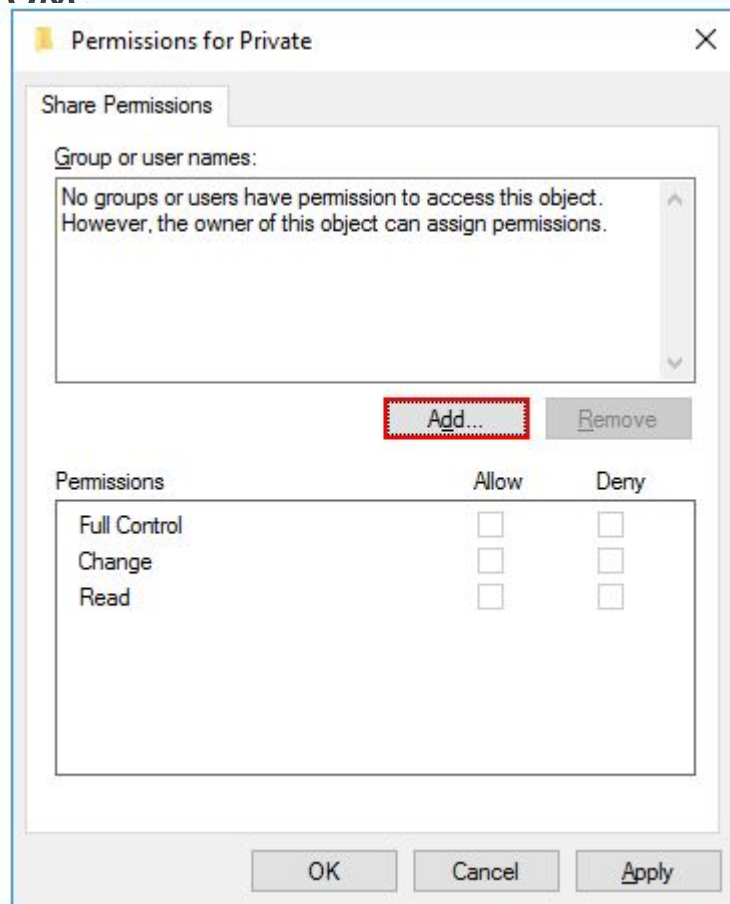 Permissions for Private
Share Permissions
Group or user names:
No groups or users have permission to access this object.
However, the owner of this object can assign permissions.
Add...
Remove
Permissions Allow Deny
Full Control
Change
Read
OK Cancel Apply